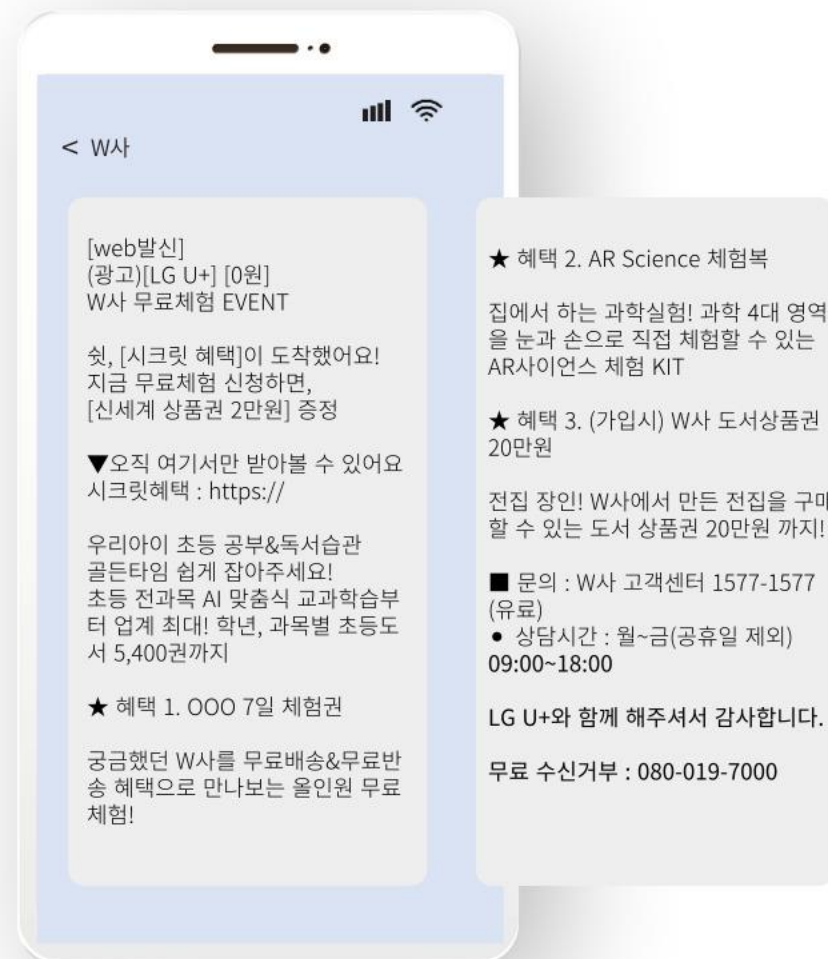 < W사
[web발신]
(광고)[LG U+] [0원]
W사 무료체험 EVENT
쉿, [시크릿 혜택]이 도착했어요!
지금 무료체험 신청하면,
[신세계 상품권 2만원] 증정
▼오직 여기서만 받아볼 수 있어요
시크릿혜택 : https://
우리아이 초등 공부&독서습관
골든타임 쉽게 잡아주세요!
초등 전과목 AI 맞춤식 교과학습부
터 업계 최대! 학년, 과목별 초등도
서 5,400권까지
★ 혜택 1. OOO 7일 체험권
궁금했던 W사를 무료배송&무료반
송 혜택으로 만나보는 올인원 무료
체험!
★ 혜택 2. AR Science 체험복
집에서 하는 과학실험! 과학 4대 영역
을 눈과 손으로 직접 체험할 수 있는
AR사이언스 체험 KIT
★ 혜택 3. (가입시) W사 도서상품권
20만원
전집 장인! W사에서 만든 전집을 구매
할 수 있는 도서 상품권 20만원 까지!
■ 문의 : W사 고객센터 1577-1577
(유료)
● 상담시간 : 월~금(공휴일 제외)
09:00~18:00
LG U+와 함께 해주셔서 감사합니다.
무료 수신거부 : 080-019-7000